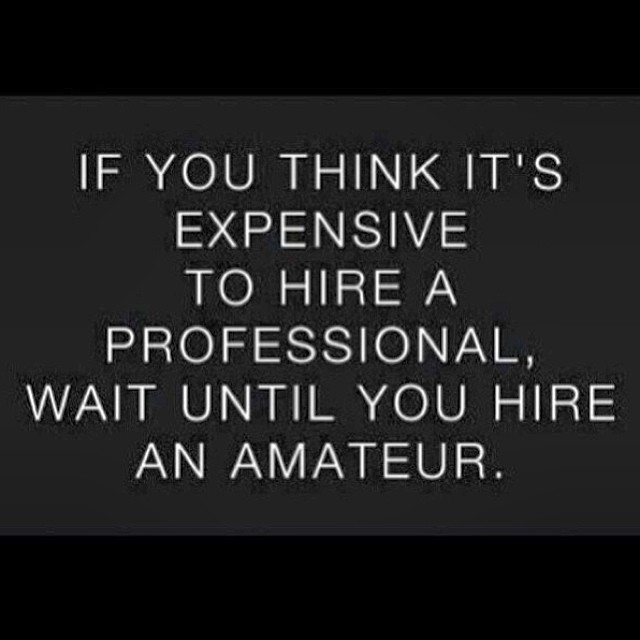 IF YOU THINK IT'S
EXPENSIVE
TO HIRE A
PROFESSIONAL,
WAIT UNTIL YOU HIRE
AN AMATEUR.